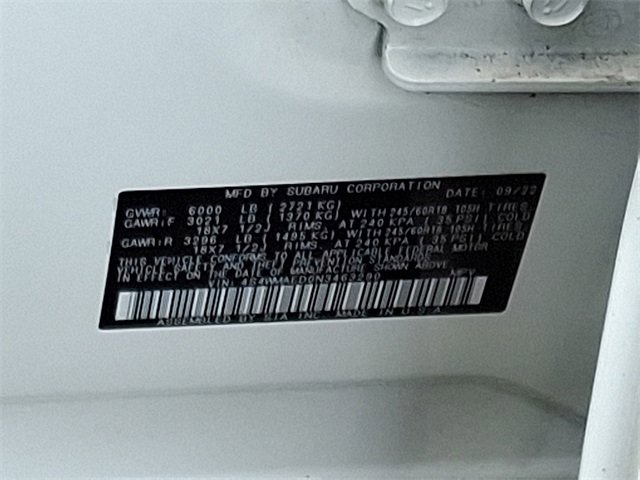 MFD BY SUBARU CORPORATION DATE: 09/22
GVWR: 6000 LB ( 2721 KG)
GAWR:F 3021 LB ( 1370 KG) WITH 245/60R18 105H TIRES,
18X7 1/2J RIMS, AT 240 KPA ( 35 PSI) COLD
GAWR:R 3296 LB ( 1495 KG) WITH 245/60R18 105H TIRES,
18X7 1/2J RIMS, AT 240 KPA ( 35 PSI) COLD
THIS VEHICLE CONFORMS TO ALL APPLICABLE FEDERAL MOTOR
VEHICLE SAFETY AND THEFT PREVENTION STANDARDS
IN EFFECT ON THE DATE OF MANUFACTURE SHOWN ABOVE.
VIN: MPV
ASSEMBLED BY SIA INC. MADE IN U.S.A.